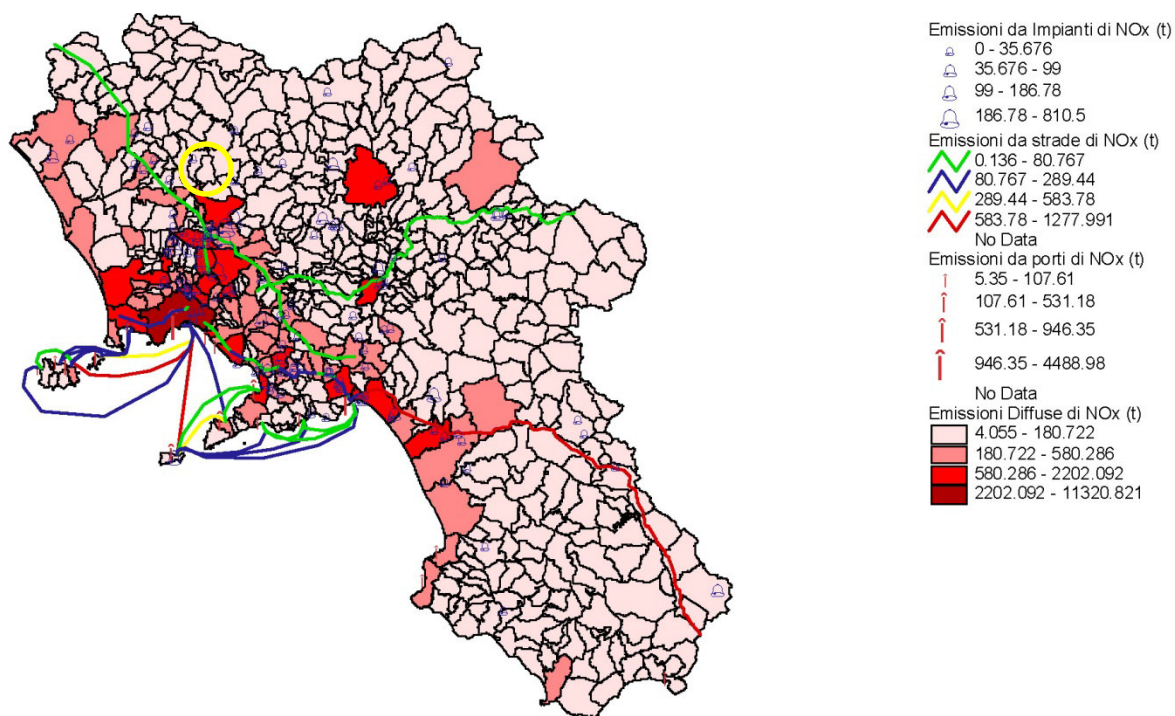 Emissioni da Impianti di NOx (t)
0 - 35.676
35.676 - 99
99 - 186.78
186.78 - 810.5
Emissioni da strade di NOx (t)
0.136 - 80.767
80.767 - 289.44
289.44 - 583.78
583.78 - 1277.991
No Data
Emissioni da porti di NOx (t)
5.35 - 107.61
107.61 - 531.18
531.18 - 946.35
946.35 - 4488.98
No Data
Emissioni Diffuse di NOx (t)
4.055 - 180.722
180.722 - 580.286
580.286 - 2202.092
2202.092 - 11320.821